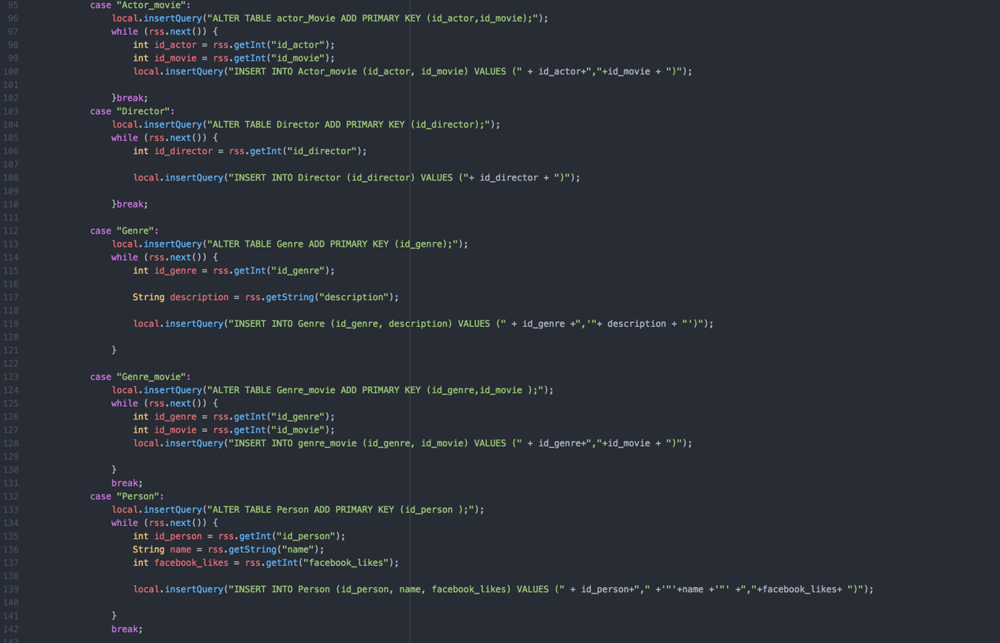 95 case "Actor_movie":
96 local.insertQuery("ALTER TABLE actor_Movie ADD PRIMARY KEY (id_actor,id_movie);");
97 while (rss.next()) {
98 int id_actor = rss.getInt("id_actor");
99 int id_movie = rss.getInt("id_movie");
100 local.insertQuery("INSERT INTO Actor_movie (id_actor, id_movie) VALUES (" + id_actor+","+id_movie + ")");
101
102 }break;
103 case "Director":
104 local.insertQuery("ALTER TABLE Director ADD PRIMARY KEY (id_director);");
105 while (rss.next()) {
106 int id_director = rss.getInt("id_director");
107
108 local.insertQuery("INSERT INTO Director (id_director) VALUES ("+ id_director + ")");
109
110 }break;
111
112 case "Genre":
113 local.insertQuery("ALTER TABLE Genre ADD PRIMARY KEY (id_genre);");
114 while (rss.next()) {
115 int id_genre = rss.getInt("id_genre");
116
117 String description = rss.getString("description");
118
119 local.insertQuery("INSERT INTO Genre (id_genre, description) VALUES (" + id_genre +",'"+ description + "')");
120
121 }
122
123 case "Genre_movie":
124 local.insertQuery("ALTER TABLE Genre_movie ADD PRIMARY KEY (id_genre,id_movie );");
125 while (rss.next()) {
126 int id_genre = rss.getInt("id_genre");
127 int id_movie = rss.getInt("id_movie");
128 local.insertQuery("INSERT INTO genre_movie (id_genre, id_movie) VALUES (" + id_genre+","+id_movie + ")");
129
130 }
131 break;
132 case "Person":
133 local.insertQuery("ALTER TABLE Person ADD PRIMARY KEY (id_person );");
134 while (rss.next()) {
135 int id_person = rss.getInt("id_person");
136 String name = rss.getString("name");
137 int facebook_likes = rss.getInt("facebook_likes");
138
139 local.insertQuery("INSERT INTO Person (id_person, name, facebook_likes) VALUES (" + id_person+"," +'"'+name +'"' +","+facebook_likes+ ")");
140
141 }
142 break;
143